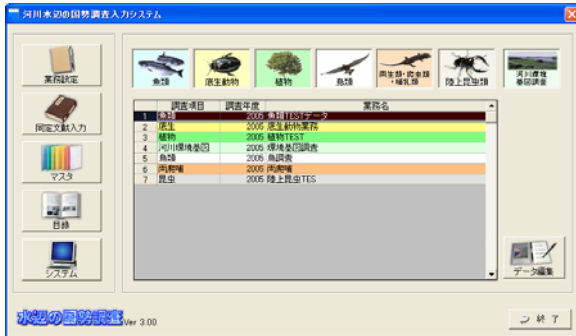 河川水辺の国勢調査入力システム
業務設定
同定文献入力
マスタ
目録
システム
魚類
底生動物
植物
鳥類
両生類・爬虫類
・哺乳類
陸上昆虫類
河川環境
基図調査
調査項目 調査年度 業務名
1 魚類 2005 魚類TESTデータ
2 底生 2005 底生動物業務
3 植物 2005 植物TEST
4 河川環境基図 2005 環境基図調査
5 鳥類 2005 鳥調査
6 両爬哺 2005 両爬哺
7 昆虫 2005 陸上昆虫TES
データ編集
水辺の国勢調査 Ver 3.00
終 了